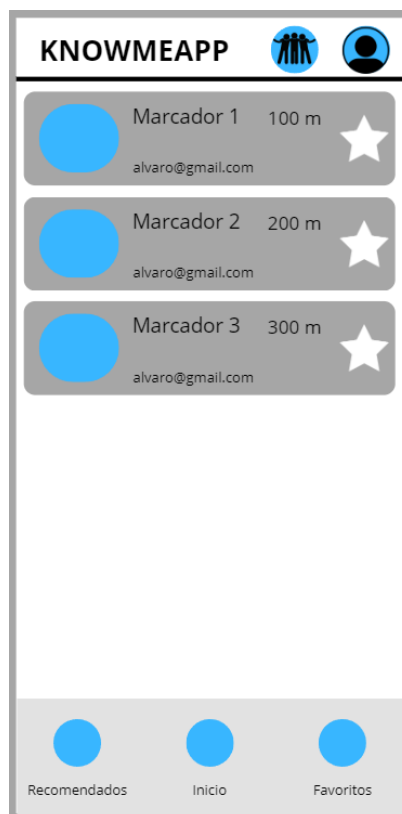 KNOWMEAPP
Marcador 1 100 m
alvaro@gmail.com
Marcador 2 200 m
alvaro@gmail.com
Marcador 3 300 m
alvaro@gmail.com
Recomendados Inicio Favoritos